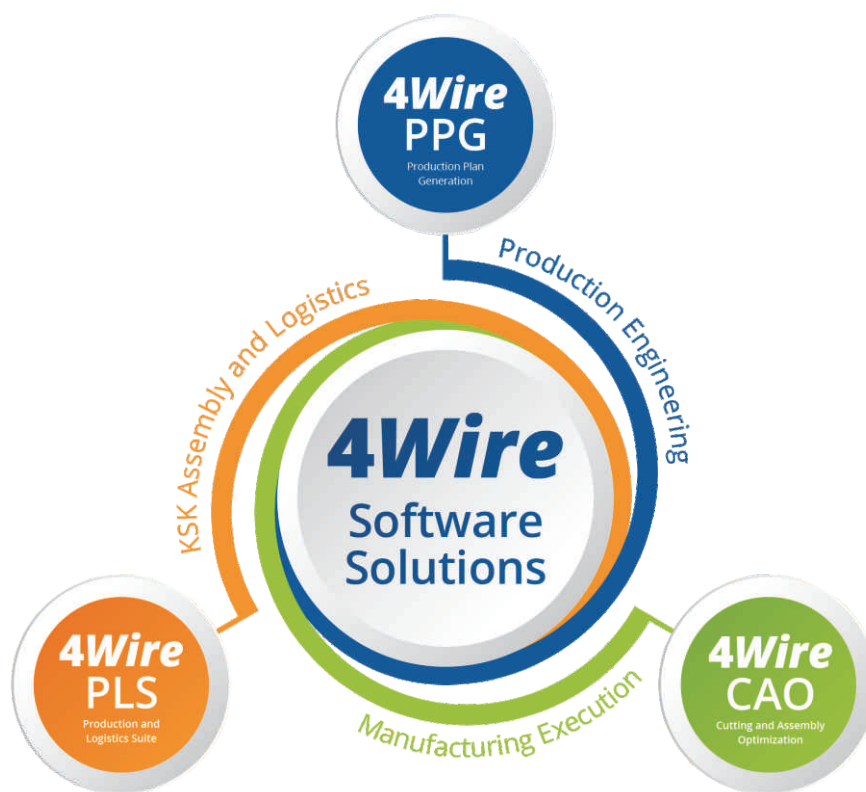 4Wire
PPG
Production Plan
Generation
Production Engineering
KSK Assembly and Logistics
4Wire
Software
Solutions
4Wire
PLS
Production and
Logistics Suite
4Wire
CAO
Cutting and Assembly
Optimization
Manufacturing Execution